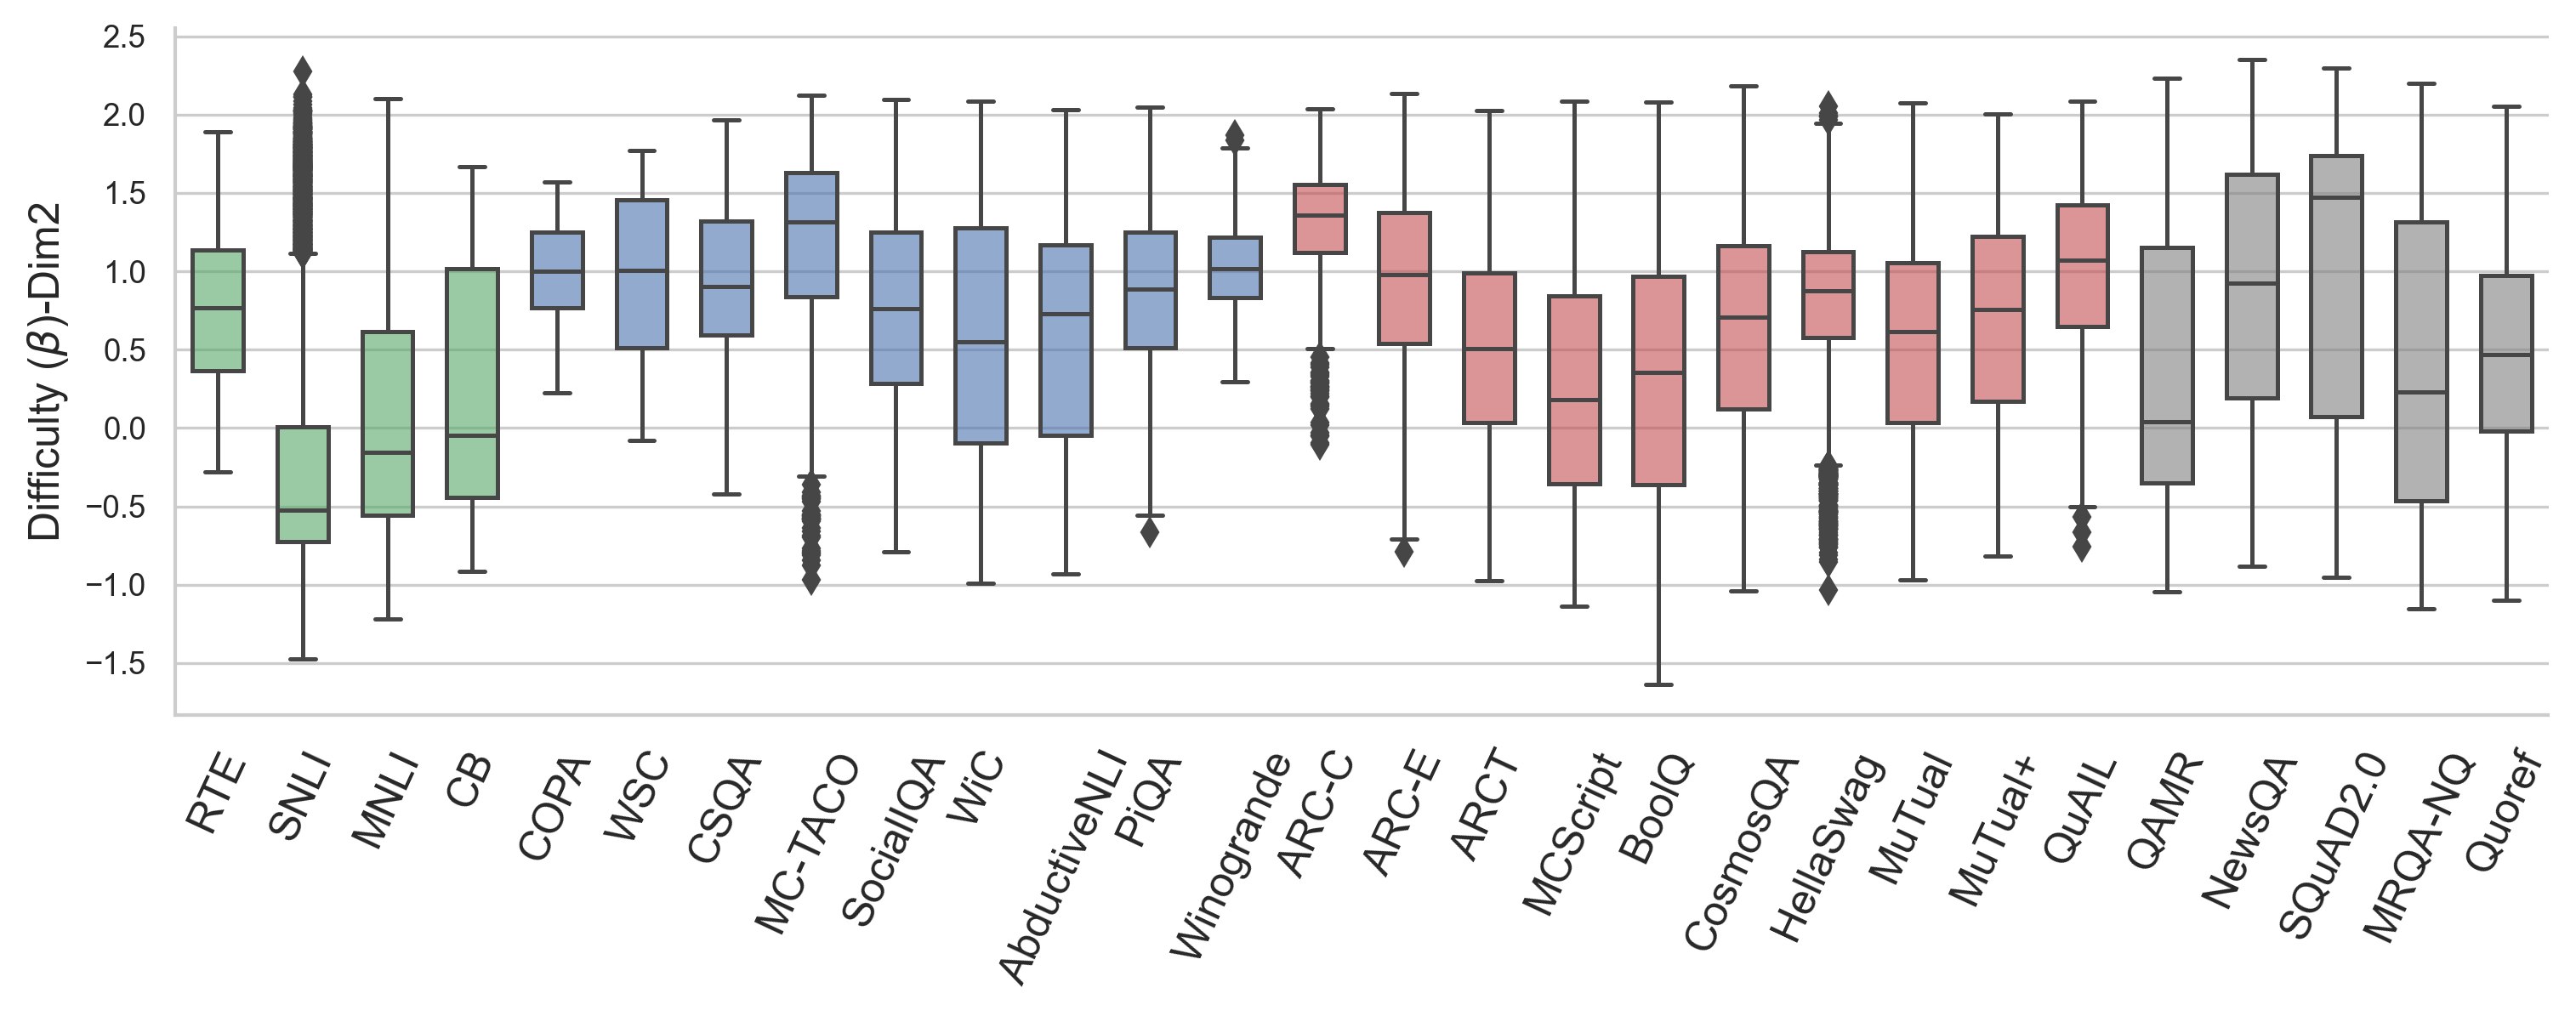 Difficulty (β)-Dim2
2.5
2.0
1.5
1.0
0.5
0.0
−0.5
−1.0
−1.5
RTE
SNLI
MNLI
CB
COPA
WSC
CSQA
MC-TACO
SocialIQA
WiC
AbductiveNLI
PiQA
Winogrande
ARC-C
ARC-E
ARCT
MCScript
BoolQ
CosmosQA
HellaSwag
MuTual
MuTual+
QuAIL
QAMR
NewsQA
SQuAD2.0
MRQA-NQ
Quoref